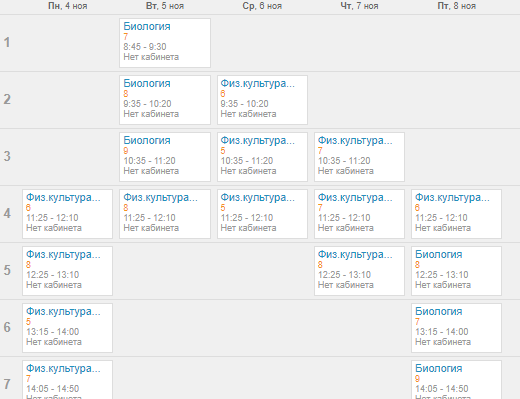 Пн, 4 ноя Вт, 5 ноя Ср, 6 ноя Чт, 7 ноя Пт, 8 ноя
1
Биология
7
8:45 - 9:30
Нет кабинета
2
Биология
8
9:35 - 10:20
Нет кабинета
Физ.культура...
6
9:35 - 10:20
Нет кабинета
3
Биология
9
10:35 - 11:20
Нет кабинета
Физ.культура...
5
10:35 - 11:20
Нет кабинета
Физ.культура...
7
10:35 - 11:20
Нет кабинета
4
Физ.культура...
6
11:25 - 12:10
Нет кабинета
Физ.культура...
8
11:25 - 12:10
Нет кабинета
Физ.культура...
5
11:25 - 12:10
Нет кабинета
Физ.культура...
7
11:25 - 12:10
Нет кабинета
Физ.культура...
6
11:25 - 12:10
Нет кабинета
5
Физ.культура...
8
12:25 - 13:10
Нет кабинета
Физ.культура...
8
12:25 - 13:10
Нет кабинета
Биология
8
12:25 - 13:10
Нет кабинета
6
Физ.культура...
5
13:15 - 14:00
Нет кабинета
Биология
7
13:15 - 14:00
Нет кабинета
7
Физ.культура...
7
14:05 - 14:50
Нет кабинета
Биология
9
14:05 - 14:50
Нет кабинета